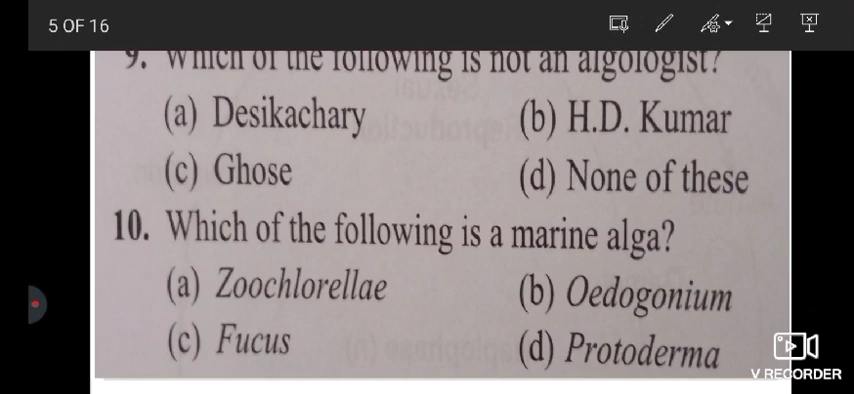 5 OF 16
9. Which of the following is not an algologist?
(a) Desikachary (b) H.D. Kumar
(c) Ghose (d) None of these
10. Which of the following is a marine alga?
(a) Zoochlorellae (b) Oedogonium
(c) Fucus (d) Protoderma
V RECORDER